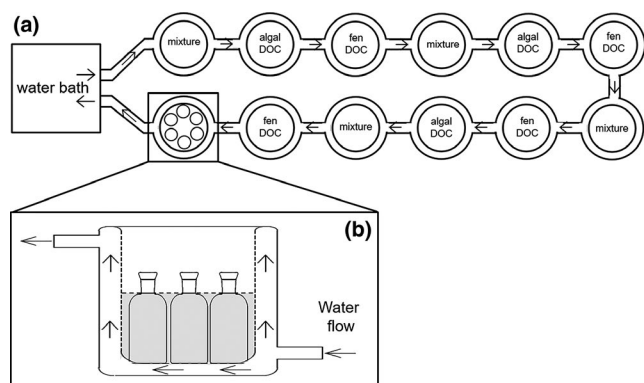 (a)
water bath
mixture
algal
DOC
fen
DOC
mixture
algal
DOC
fen
DOC
fen
DOC
mixture
algal
DOC
fen
DOC
mixture
(b)
Water
flow